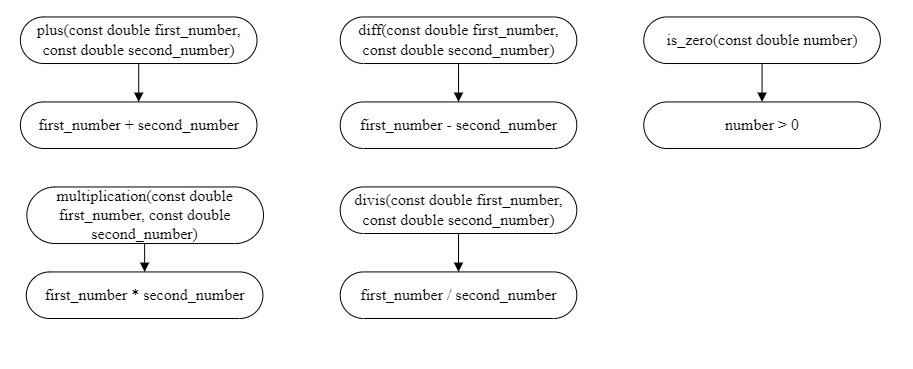 plus(const double first_number,
const double second_number)
first_number + second_number
diff(const double first_number,
const double second_number)
first_number - second_number
is_zero(const double number)
number > 0
multiplication(const double
first_number, const double
second_number)
first_number * second_number
divis(const double first_number,
const double second_number)
first_number / second_number